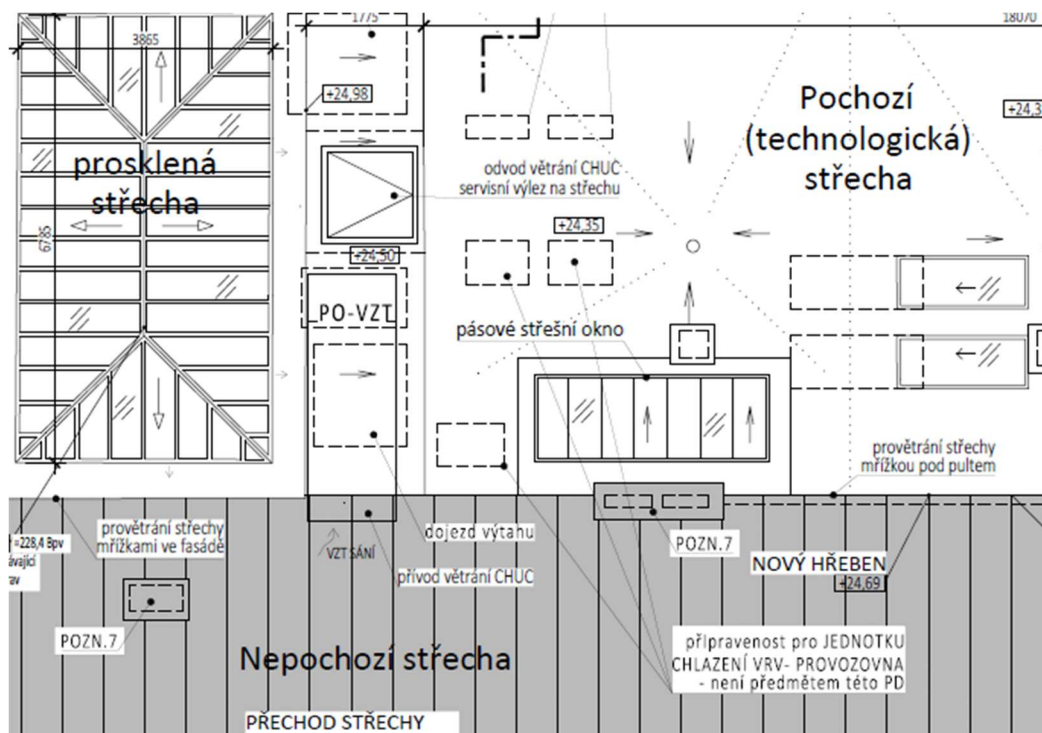 1775
18070
3865
+24,98
+24,3
Pochozí
(technologická)
střecha
prosklená
střecha
6785
odvod větrání CHUC
servisní výlez na střechu
+24,35
+24,50
PO-VZT
pásové střešní okno
provětrání střechy
mřížkou pod pultem
provětrání střechy
mřížkami ve fasádě
=228,4 Bpv
ávající
rav
VZT SÁNÍ
dojezd výtahu
přívod větrání CHUC
POZN.7
NOVÝ HŘEBEN
+24,69
POZN.7
Nepochozí střecha
připravenost pro JEDNOTKU
CHLAZENÍ VRV- PROVOZOVNA
- není předmětem této PD
PŘECHOD STŘECHY